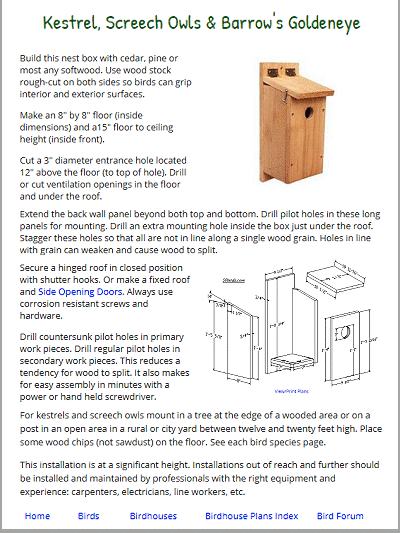 Kestrel, Screech Owls & Barrow's Goldeneye
Build this nest box with cedar, pine or
most any softwood. Use wood stock
rough-cut on both sides so birds can grip
interior and exterior surfaces.
Make an 8" by 8" floor (inside
dimensions) and a15" floor to ceiling
height (inside front).
Cut a 3" diameter entrance hole located
12" above the floor (to top of hole). Drill
or cut ventilation openings in the floor
and under the roof.
Extend the back wall panel beyond both top and bottom. Drill pilot holes in these long
panels for mounting. Drill an extra mounting hole inside the box just under the roof.
Stagger these holes so that all are not in line along a single wood grain. Holes in line
with grain can weaken and cause wood to split.
Secure a hinged roof in closed position
with shutter hooks. Or make a fixed roof
and Side Opening Doors. Always use
corrosion resistant screws and
hardware.
Drill countersunk pilot holes in primary
work pieces. Drill regular pilot holes in
secondary work pieces. This reduces a
tendency for wood to split. It also makes
for easy assembly in minutes with a
power or hand held screwdriver.
View/Print Plans
For kestrels and screech owls mount in a tree at the edge of a wooded area or on a
post in an open area in a rural or city yard between twelve and twenty feet high. Place
some wood chips (not sawdust) on the floor. See each bird species page.
This installation is at a significant height. Installations out of reach and further should
be installed and maintained by professionals with the right equipment and
experience: carpenters, electricians, line workers, etc.
Home Birds Birdhouses Birdhouse Plans Index Bird Forum